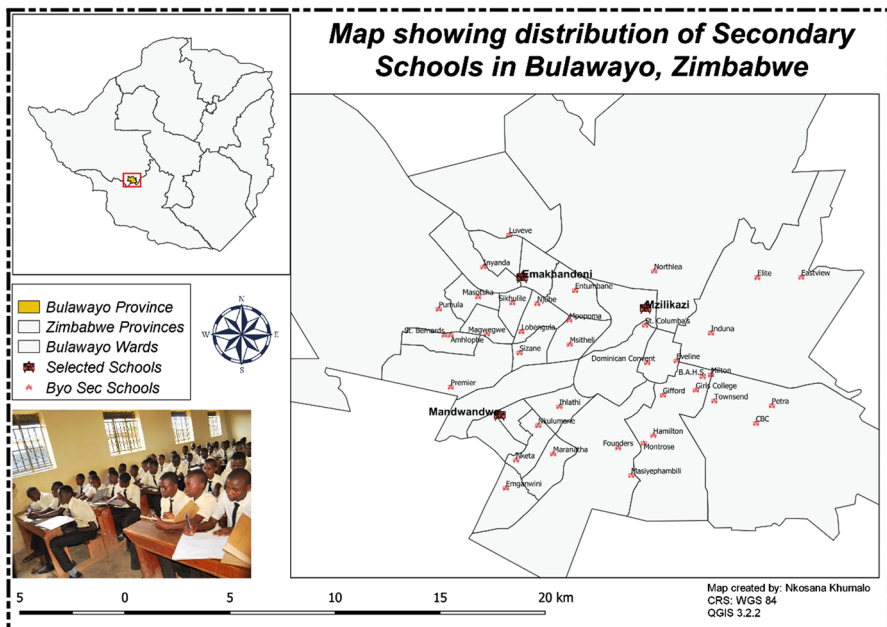 Map showing distribution of Secondary
Schools in Bulawayo, Zimbabwe
Bulawayo Province
Zimbabwe Provinces
Bulawayo Wards
Selected Schools
Byo Sec Schools
N
W
E
S
Luveve
Inyanda
Emakhandeni
Northlea
Elite
Eastview
Entumbane
Masotsha
Sikhulile
Njube
Mzilikazi
Pumula
Mpopoma
St. Columba's
St. Bernards
Magwegwe
Lobengula
Induna
Amhlophe
Msitheli
Sizane
Dominican Convent
Eveline
B.A.H.S
Milton
Premier
Gifford
Girls College
Townsend
Petra
Mandwandwe
Ihlathi
CBC
Nkulumane
Hamilton
Founders
Montrose
Nketa
Maranatha
Masiyephambili
Emganwini
5
0
5
10
15
20 km
Map created by: Nkosana Khumalo
CRS: WGS 84
QGIS 3.2.2